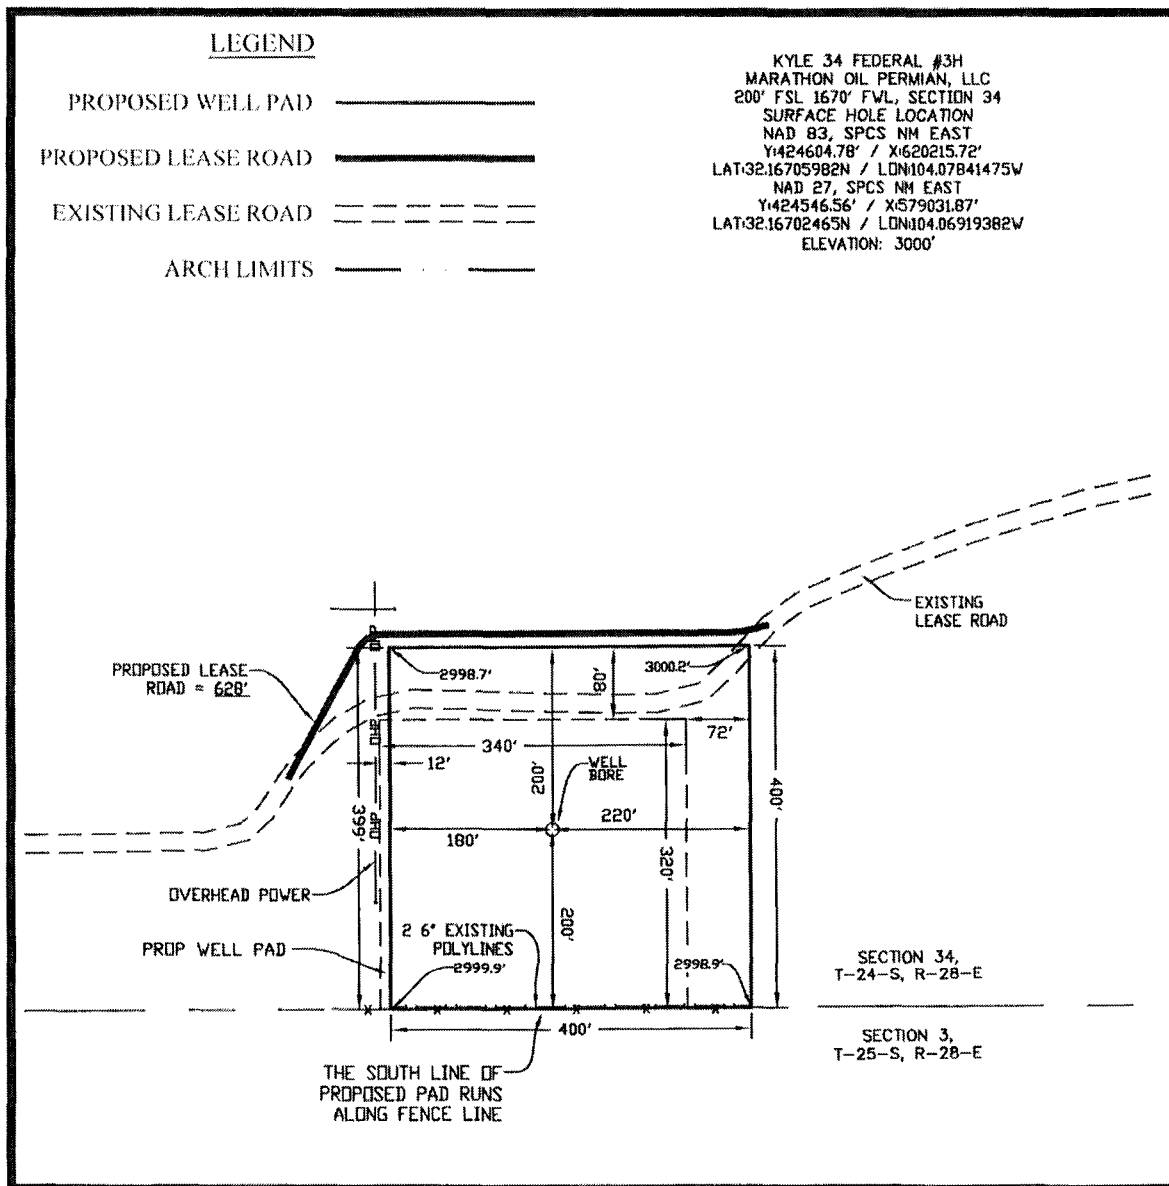 LEGEND
PROPOSED WELL PAD
PROPOSED LEASE ROAD
EXISTING LEASE ROAD
ARCH LIMITS
KYLE 34 FEDERAL #3H
MARATHON OIL PERMIAN, LLC
200' FSL 1670' FWL, SECTION 34
SURFACE HOLE LOCATION
NAD 83, SPCS NM EAST
Y:424604.78' / X:620215.72'
LAT:32.16705982N / LON:104.07841475W
NAD 27, SPCS NM EAST
Y:424546.56' / X:579031.87'
LAT:32.16702465N / LON:104.06919382W
ELEVATION: 3000'
EXISTING
LEASE ROAD
PROPOSED LEASE
ROAD = 628'
2998.7'
3000.2'
80'
72'
OHP
340'
12'
200'
WELL
BORE
400'
399'
OHP
180'
220'
320'
OVERHEAD POWER
200'
2 6" EXISTING
POLYLINES
PROP WELL PAD
2999.9'
2998.9'
SECTION 34,
T-24-S, R-28-E
400'
SECTION 3,
T-25-S, R-28-E
THE SOUTH LINE OF
PROPOSED PAD RUNS
ALONG FENCE LINE